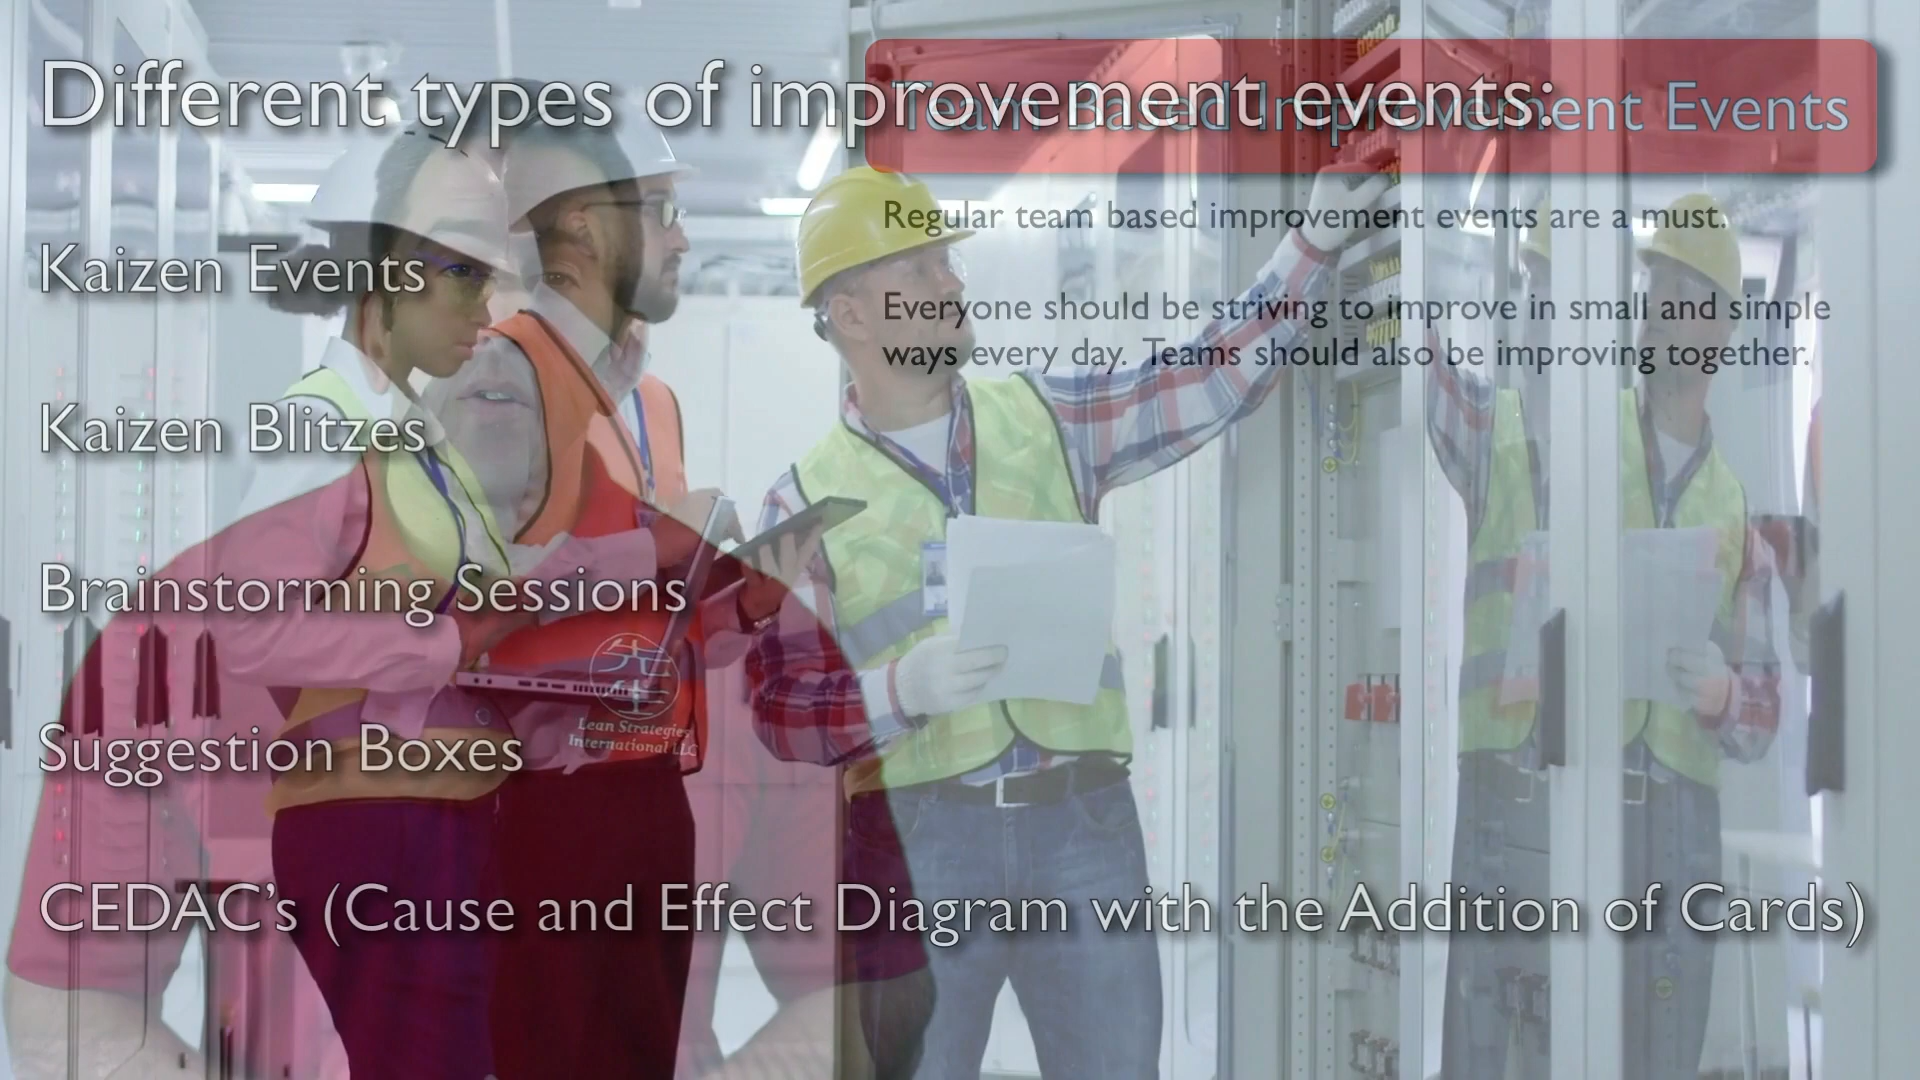 Different types of improvement events:
Team Based Improvement Events
Regular team based improvement events are a must.
Everyone should be striving to improve in small and simple
ways every day. Teams should also be improving together.
Kaizen Events
Kaizen Blitzes
Brainstorming Sessions
先生
Lean Strategies
International LLC
Suggestion Boxes
CEDAC’s (Cause and Effect Diagram with the Addition of Cards)